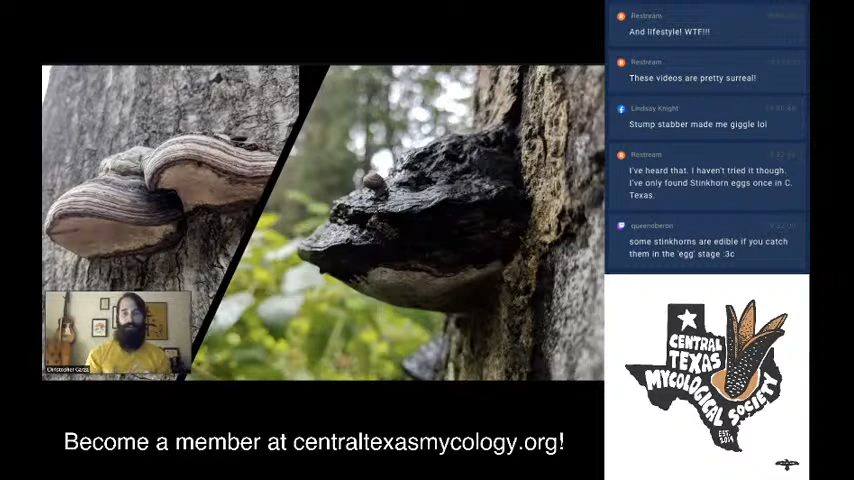 Restream
And lifestyle! WTF!!!
Restream
These videos are pretty surreal!
Lindsay Knight
Stump stabber made me giggle lol
Restream
I've heard that. I haven't tried it though.
I've only found Stinkhorn eggs once in C.
Texas.
queenoberon
some stinkhorns are edible if you catch
them in the 'egg' stage :3c
CENTRAL
TEXAS
MYCOLOGICAL
SOCIETY
EST.
2019
Christopher
Become a member at centraltexasmycology.org!